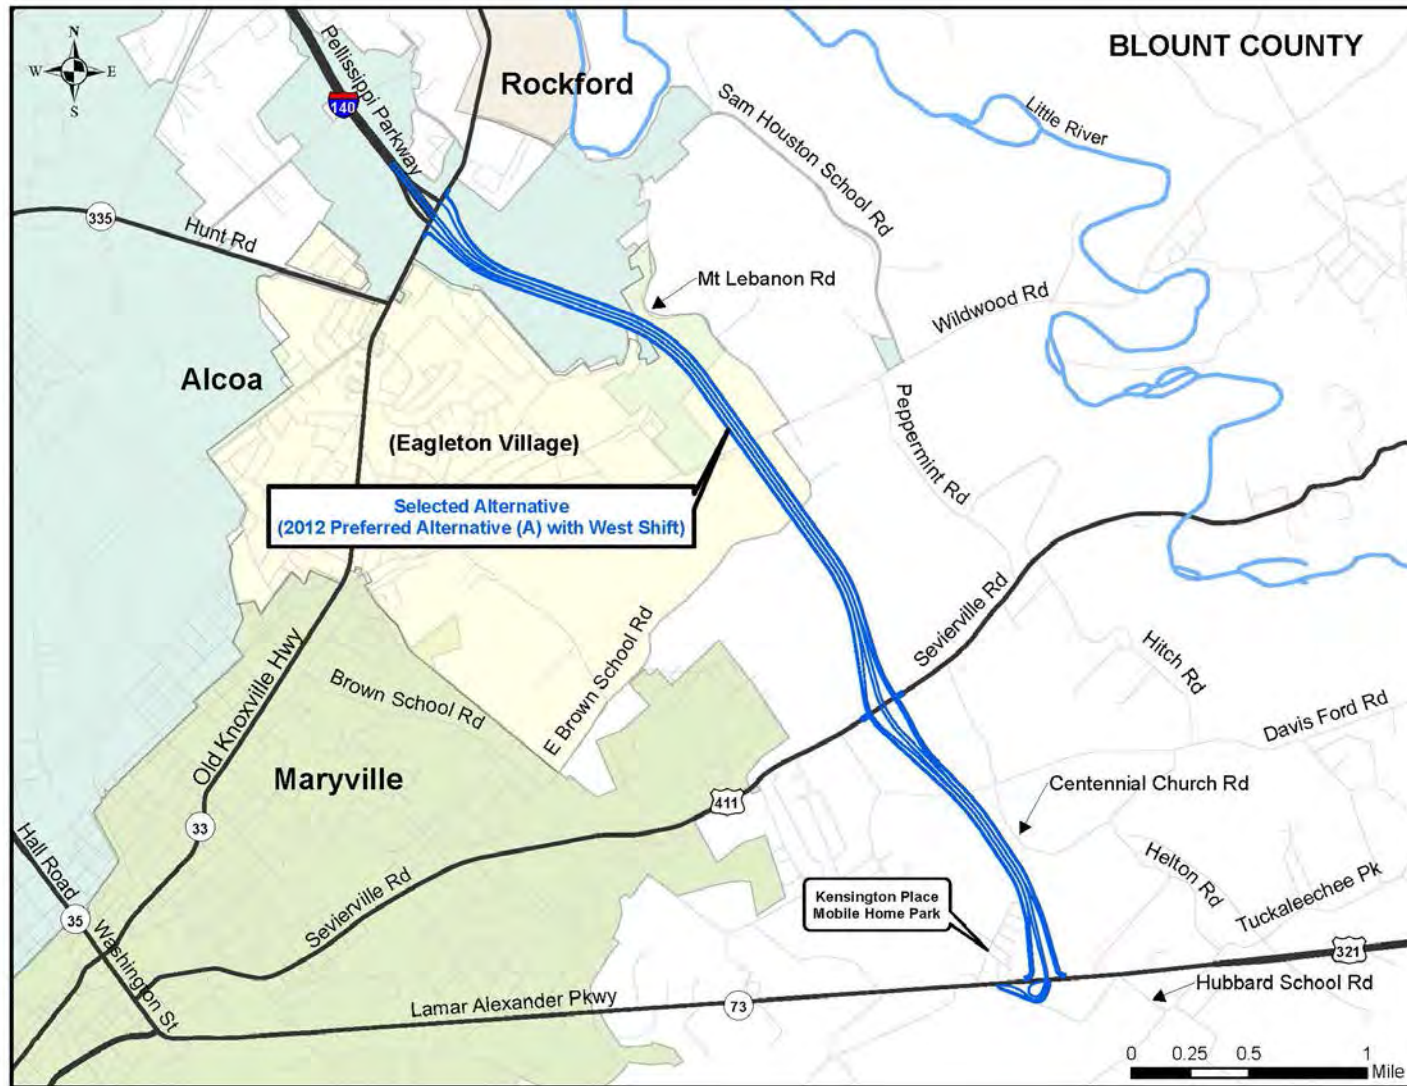 BLOUNT COUNTY
N
W
E
S
Pellissippi Parkway
140
Rockford
Sam Houston School Rd
Little River
335
Hunt Rd
Mt Lebanon Rd
Wildwood Rd
Alcoa
Peppermint Rd
(Eagleton Village)
Selected Alternative
(2012 Preferred Alternative (A) with West Shift)
Sevierville Rd
Hitch Rd
E Brown School Rd
Brown School Rd
Old Knoxville Hwy
Davis Ford Rd
Maryville
411
Centennial Church Rd
33
Hall Road
Helton Rd
Kensington Place
Mobile Home Park
Tuckaleechee Pk
35
Washington St
Sevierville Rd
321
Hubbard School Rd
Lamar Alexander Pkwy
73
0 0.25 0.5 1
Mile